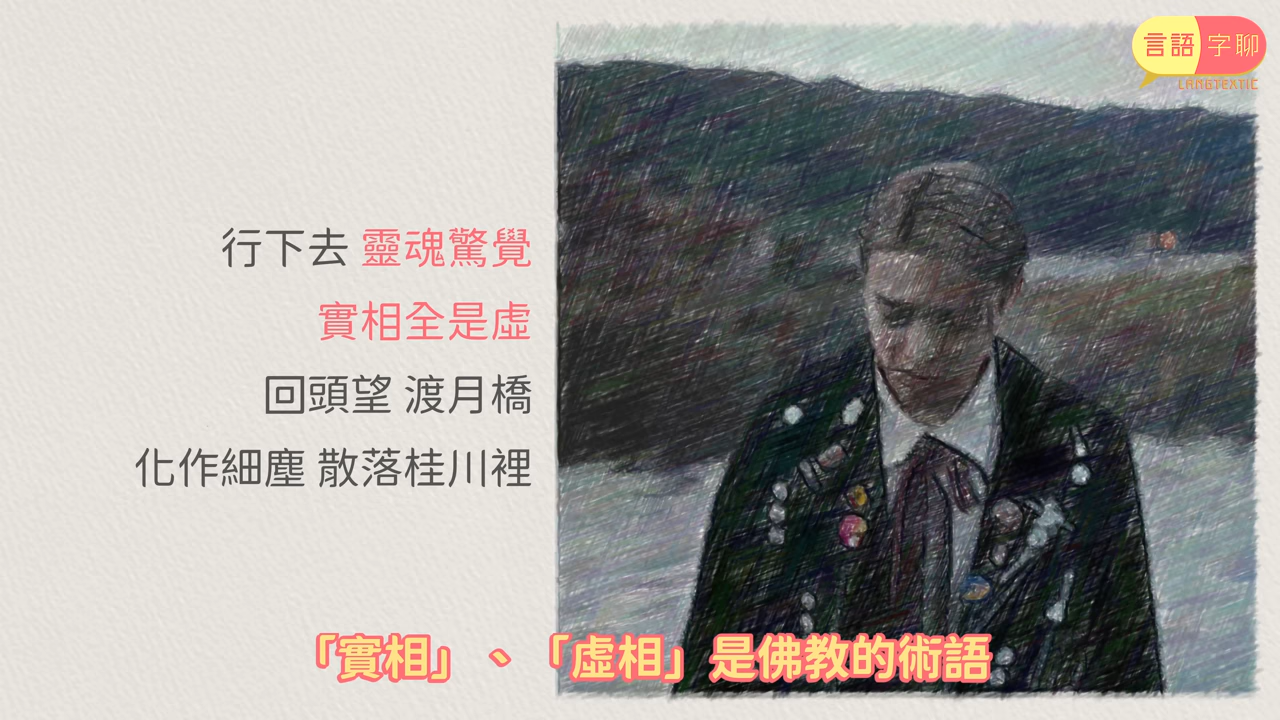 言語字聊
LANGTEXTIC
行下去 靈魂驚覺
實相全是虛
回頭望 渡月橋
化作細塵 散落桂川裡
「實相」、「虛相」是佛教的術語